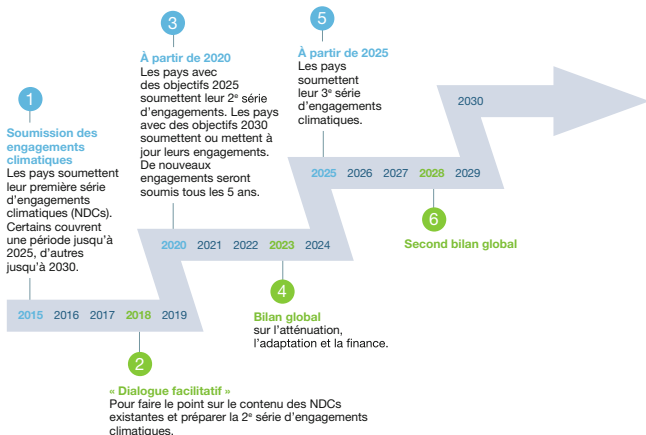 1
Soumission des
engagements
climatiques
Les pays soumettent
leur première série
d'engagements
climatiques (NDCs).
Certains couvrent
une période jusqu'à
2025, d'autres
jusqu'à 2030.
3
À partir de 2020
Les pays avec
des objectifs 2025
soumettent leur 2e série
d'engagements. Les pays
avec des objectifs 2030
soumettent ou mettent à
jour leurs engagements.
De nouveaux
engagements seront
soumis tous les 5 ans.
5
À partir de 2025
Les pays
soumettent
leur 3e série
d'engagements
climatiques.
2030
2025 2026 2027 2028 2029
6
Second bilan global
2020 2021 2022 2023 2024
4
Bilan global
sur l'atténuation,
l'adaptation et la finance.
2015 2016 2017 2018 2019
2
« Dialogue facilitatif »
Pour faire le point sur le contenu des NDCs
existantes et préparer la 2e série d'engagements
climatiques.